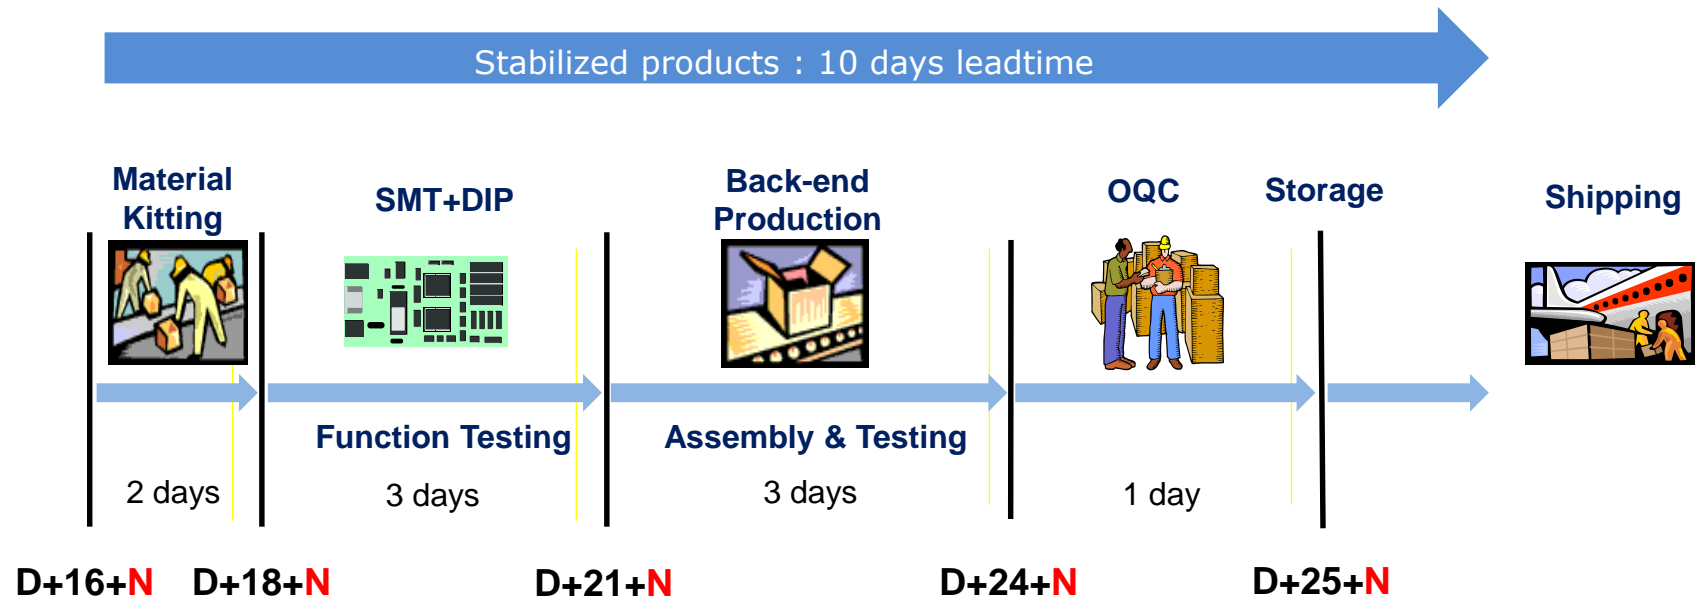 Stabilized products : 10 days leadtime
Material
Kitting
SMT+DIP
Back-end
Production
OQC
Storage
Shipping
Function Testing
Assembly & Testing
2 days
3 days
3 days
1 day
D+16+N
D+18+N
D+21+N
D+24+N
D+25+N